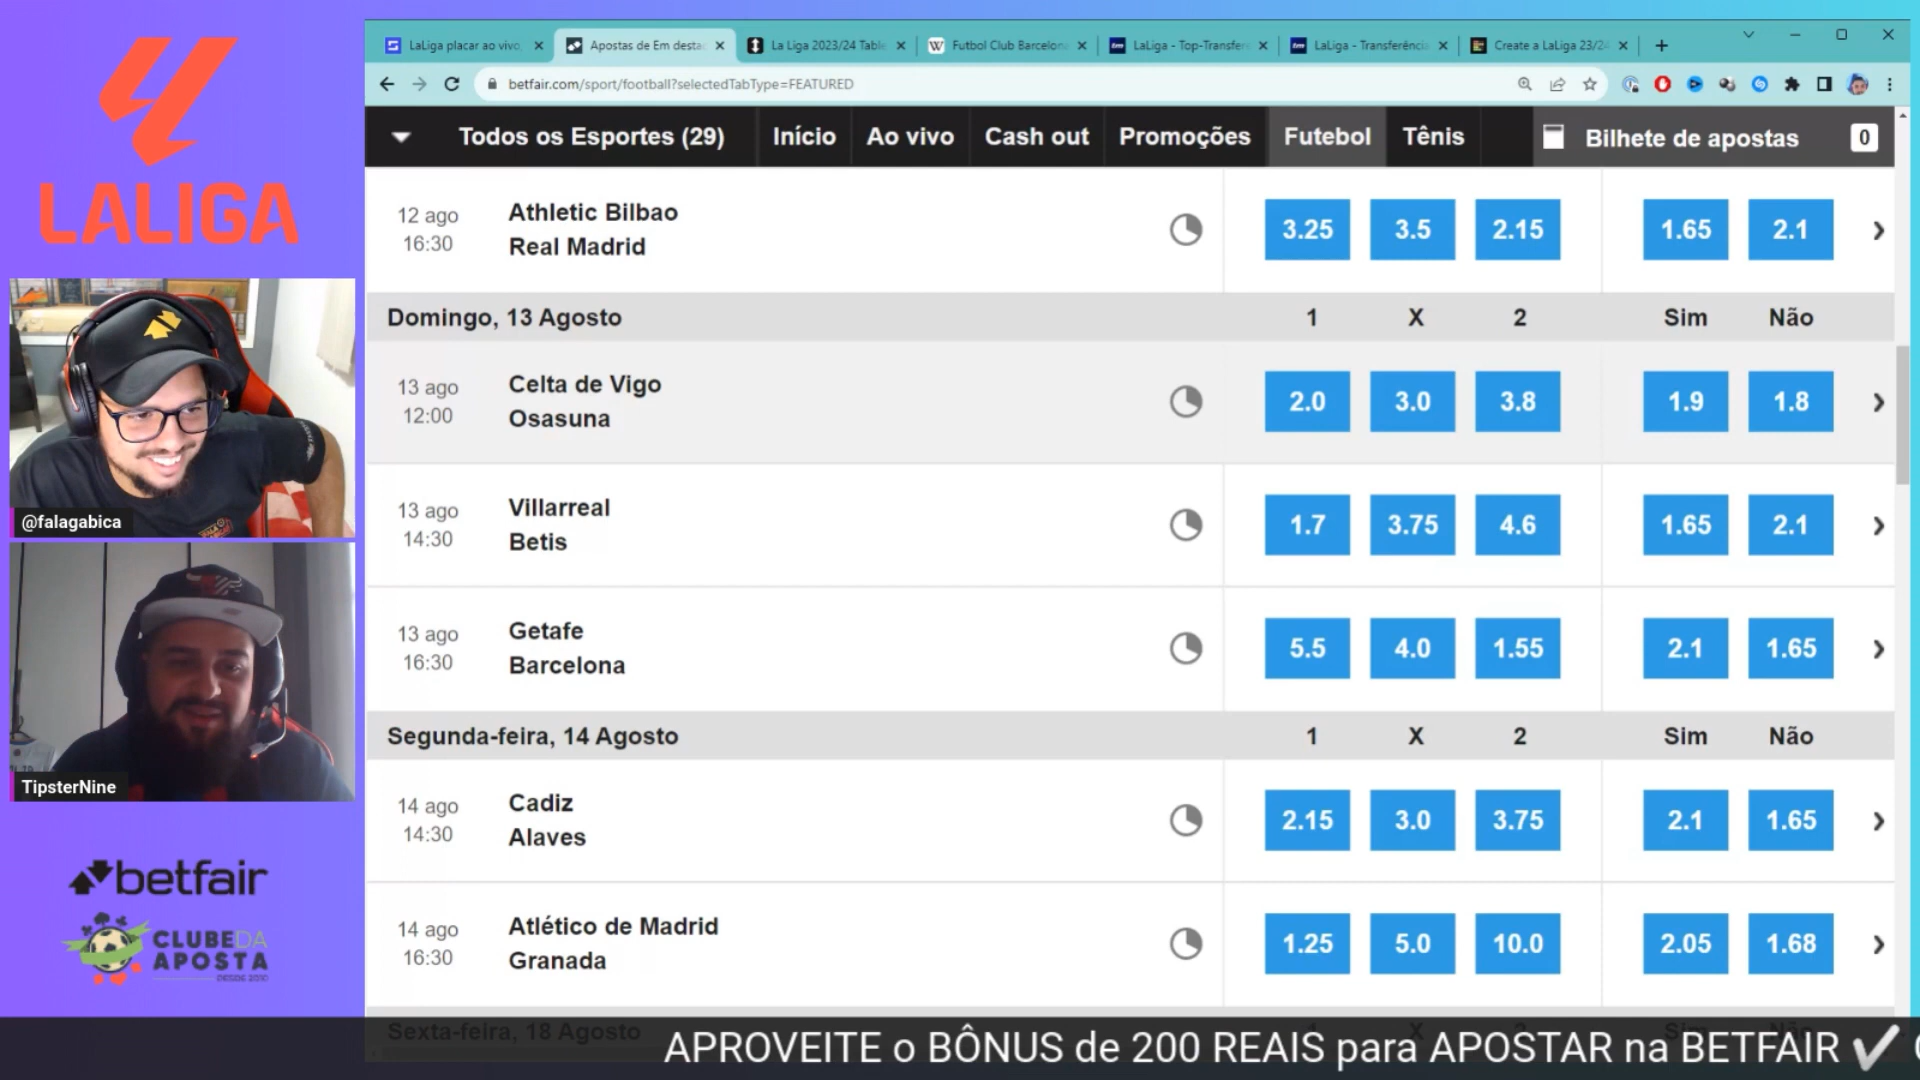 LALIGA
@falagabica
TipsterNine
betfair
CLUBEDA
APOSTA
DESDE 2010
LaLiga placar ao vivo,
Apostas de Em desta
La Liga 2023/24 Table
Futbol Club Barcelona
LaLiga - Top-Transfer
LaLiga - Transferência
Create a LaLiga 23/24
betfair.com/sport/football?selectedTabType=FEATURED
Todos os Esportes (29) Início Ao vivo Cash out Promoções Futebol Tênis Bilhete de apostas 0
12 ago
16:30
Athletic Bilbao
Real Madrid
3.25 3.5 2.15 1.65 2.1
Domingo, 13 Agosto 1 X 2 Sim Não
13 ago
12:00
Celta de Vigo
Osasuna
2.0 3.0 3.8 1.9 1.8
13 ago
14:30
Villarreal
Betis
1.7 3.75 4.6 1.65 2.1
13 ago
16:30
Getafe
Barcelona
5.5 4.0 1.55 2.1 1.65
Segunda-feira, 14 Agosto 1 X 2 Sim Não
14 ago
14:30
Cadiz
Alaves
2.15 3.0 3.75 2.1 1.65
14 ago
16:30
Atlético de Madrid
Granada
1.25 5.0 10.0 2.05 1.68
Sexta-feira, 18 Agosto 1 X 2 Sim Não
APROVEITE o BÔNUS de 200 REAIS para APOSTAR na BETFAIR ✓